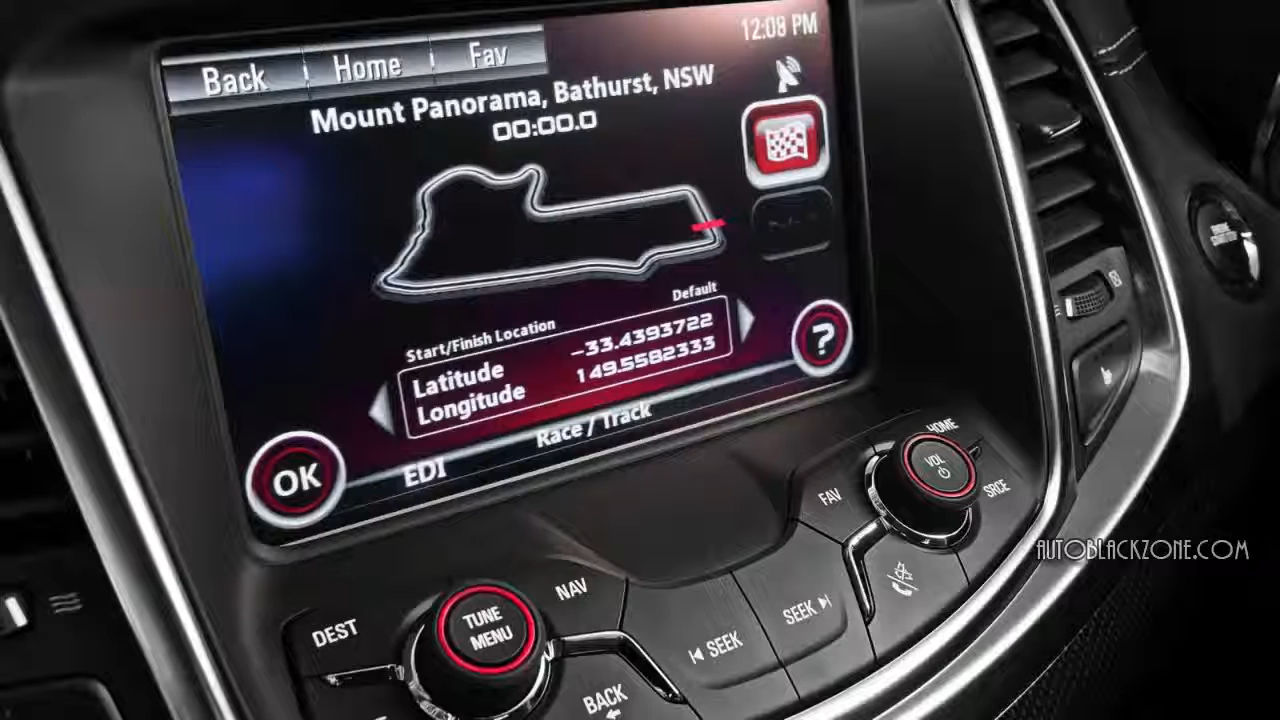 12:08 PM
Back Home Fav
Mount Panorama, Bathurst, NSW
00:00.0
Default
Start/Finish Location
Latitude -33.4393722
Longitude 149.5582333
?
Race / Track
OK
EDI
HOME
VOL
FAV
SRCE
AUTOBLACKZONE.COM
NAV
TUNE
MENU
DEST
SEEK
SEEK
BACK